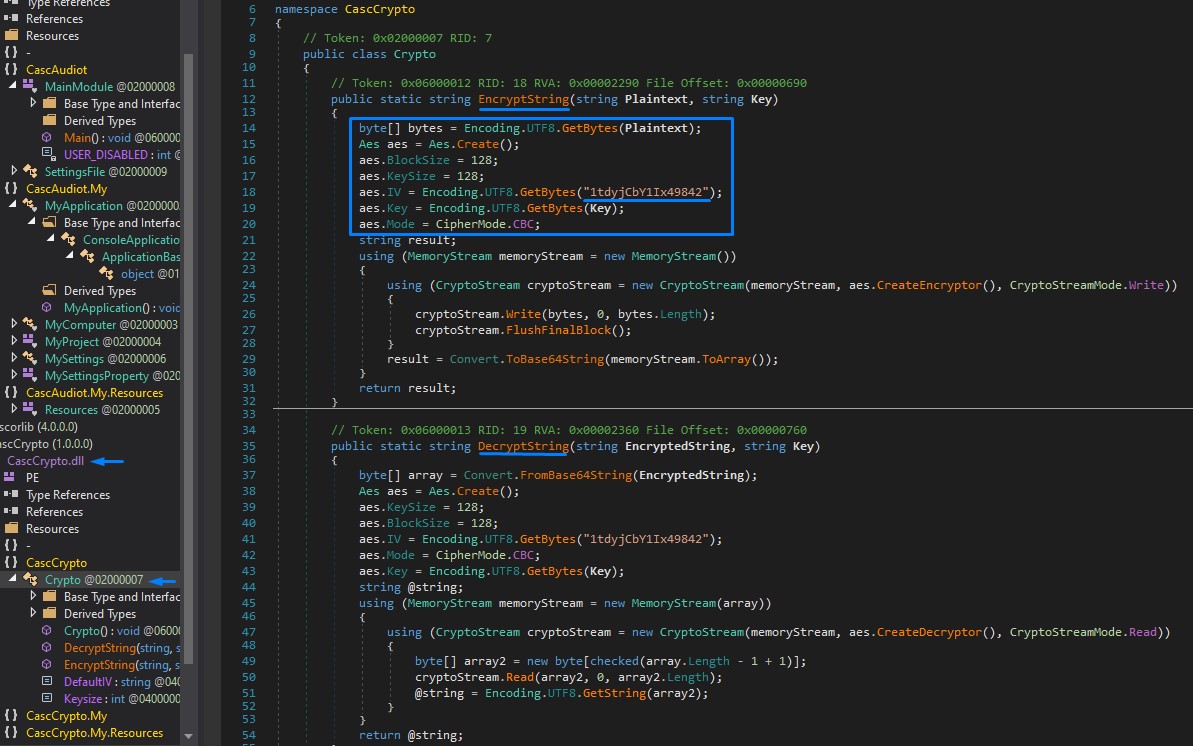 Type References
References
Resources
{ } -
{ } CascAudiot
MainModule @02000008
Base Type and Interfac
Derived Types
Main() : void @060000
USER_DISABLED : int @
SettingsFile @02000009
{ } CascAudiot.My
MyApplication @0200000
Base Type and Interfac
ConsoleApplicatio
ApplicationBas
object @01
Derived Types
MyApplication() : void
MyComputer @02000003
MyProject @02000004
MySettings @02000006
MySettingsProperty @020
{ } CascAudiot.My.Resources
Resources @02000005
scorlib (4.0.0.0)
ascCrypto (1.0.0.0)
CascCrypto.dll
PE
Type References
References
Resources
{ } -
{ } CascCrypto
Crypto @02000007
Base Type and Interfac
Derived Types
Crypto() : void @0600
DecryptString(string, s
EncryptString(string, s
DefaultIV : string @040
Keysize : int @0400000
{ } CascCrypto.My
{ } CascCrypto.My.Resources
6 namespace CascCrypto
7 {
8 // Token: 0x02000007 RID: 7
9 public class Crypto
10 {
11 // Token: 0x06000012 RID: 18 RVA: 0x00002290 File Offset: 0x00000690
12 public static string EncryptString(string Plaintext, string Key)
13 {
14 byte[] bytes = Encoding.UTF8.GetBytes(Plaintext);
15 Aes aes = Aes.Create();
16 aes.BlockSize = 128;
17 aes.KeySize = 128;
18 aes.IV = Encoding.UTF8.GetBytes("1tdyjCbY1Ix49842");
19 aes.Key = Encoding.UTF8.GetBytes(Key);
20 aes.Mode = CipherMode.CBC;
21 string result;
22 using (MemoryStream memoryStream = new MemoryStream())
23 {
24 using (CryptoStream cryptoStream = new CryptoStream(memoryStream, aes.CreateEncryptor(), CryptoStreamMode.Write))
25 {
26 cryptoStream.Write(bytes, 0, bytes.Length);
27 cryptoStream.FlushFinalBlock();
28 }
29 result = Convert.ToBase64String(memoryStream.ToArray());
30 }
31 return result;
32 }
33
34 // Token: 0x06000013 RID: 19 RVA: 0x00002360 File Offset: 0x00000760
35 public static string DecryptString(string EncryptedString, string Key)
36 {
37 byte[] array = Convert.FromBase64String(EncryptedString);
38 Aes aes = Aes.Create();
39 aes.KeySize = 128;
40 aes.BlockSize = 128;
41 aes.IV = Encoding.UTF8.GetBytes("1tdyjCbY1Ix49842");
42 aes.Mode = CipherMode.CBC;
43 aes.Key = Encoding.UTF8.GetBytes(Key);
44 string @string;
45 using (MemoryStream memoryStream = new MemoryStream(array))
46 {
47 using (CryptoStream cryptoStream = new CryptoStream(memoryStream, aes.CreateDecryptor(), CryptoStreamMode.Read))
48 {
49 byte[] array2 = new byte[checked(array.Length - 1 + 1)];
50 cryptoStream.Read(array2, 0, array2.Length);
51 @string = Encoding.UTF8.GetString(array2);
52 }
53 }
54 return @string;